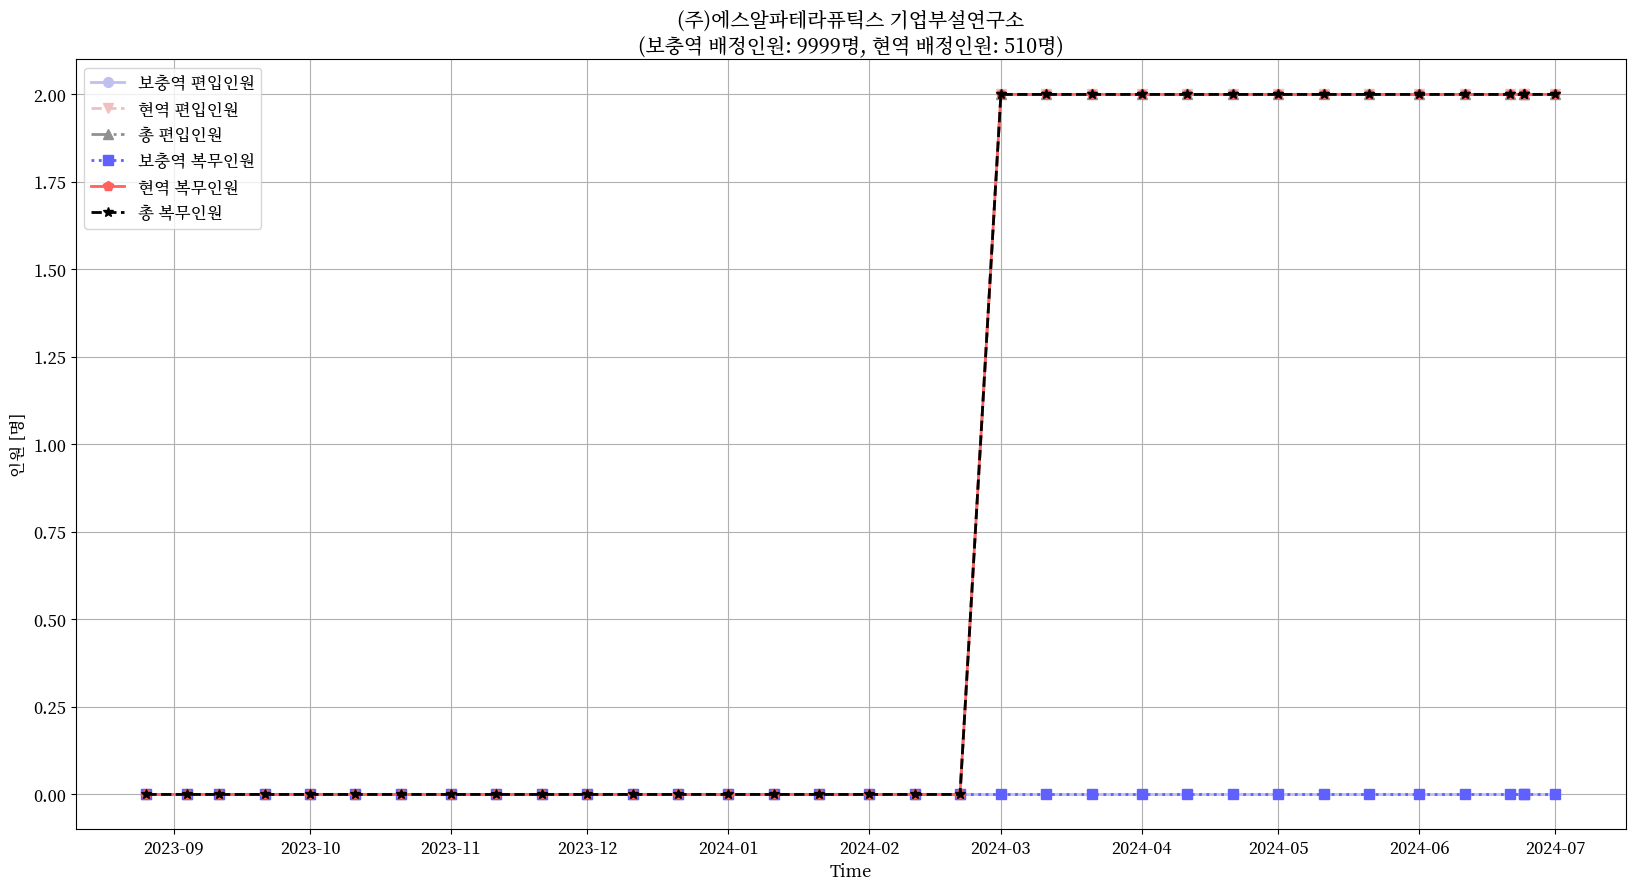 (주)에스알파테라퓨틱스 기업부설연구소
(보충역 배정인원: 9999명, 현역 배정인원: 510명)
보충역 편입인원
현역 편입인원
총 편입인원
보충역 복무인원
현역 복무인원
총 복무인원
2.00
1.75
1.50
1.25
1.00
0.75
0.50
0.25
0.00
인원 [명]
2023-09 2023-10 2023-11 2023-12 2024-01 2024-02 2024-03 2024-04 2024-05 2024-06 2024-07
Time